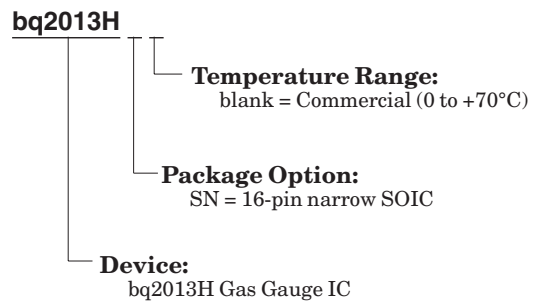 bq2013H
Temperature Range:
blank = Commercial (0 to +70°C)
Package Option:
SN = 16-pin narrow SOIC
Device:
bq2013H Gas Gauge IC